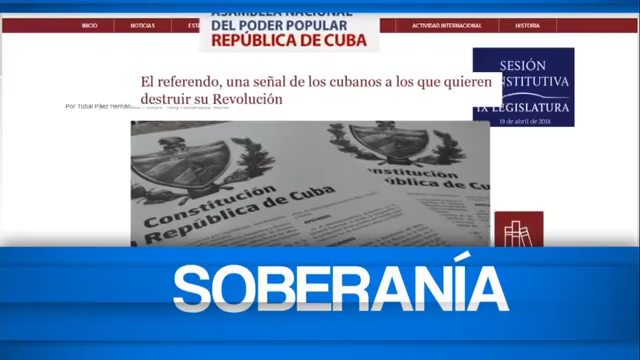 ASAMBLEA NACIONAL
DEL PODER POPULAR
REPÚBLICA DE CUBA
INICIO NOTICIAS ACTIVIDAD INTERNACIONAL HISTORIA
El referendo, una señal de los cubanos a los que quieren
destruir su Revolución
Por Tubal Páez
SESIÓN
IX LEGISLATURA
19 de abril de 2018
Constitución
República de Cuba
Constitución
pública de Cuba
SOBERANÍA